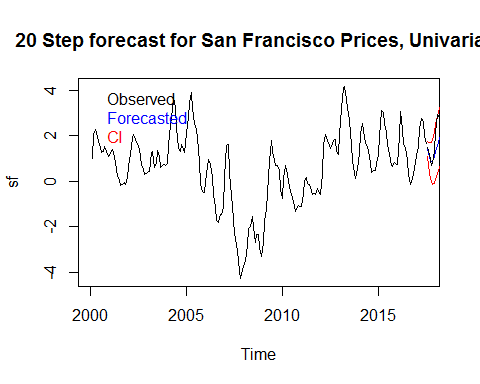 20 Step forecast for San Francisco Prices, Univaria
Observed
Forecasted
CI
4
2
0
-2
-4
sf
2000 2005 2010 2015
Time